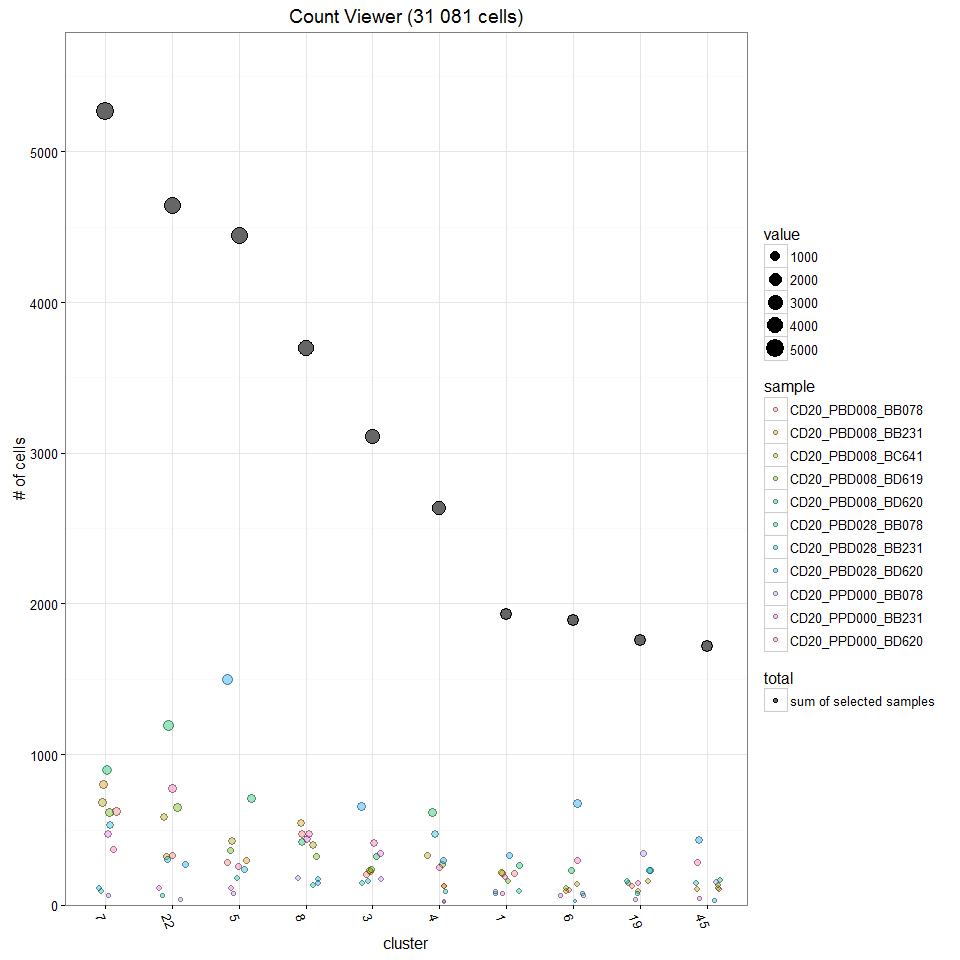 Count Viewer (31 081 cells)
# of cells
5000
4000
3000
2000
1000
0
7
22
5
8
3
4
1
6
19
45
cluster
value
1000
2000
3000
4000
5000
sample
CD20_PBD008_BB078
CD20_PBD008_BB231
CD20_PBD008_BC641
CD20_PBD008_BD619
CD20_PBD008_BD620
CD20_PBD028_BB078
CD20_PBD028_BB231
CD20_PBD028_BD620
CD20_PPD000_BB078
CD20_PPD000_BB231
CD20_PPD000_BD620
total
sum of selected samples